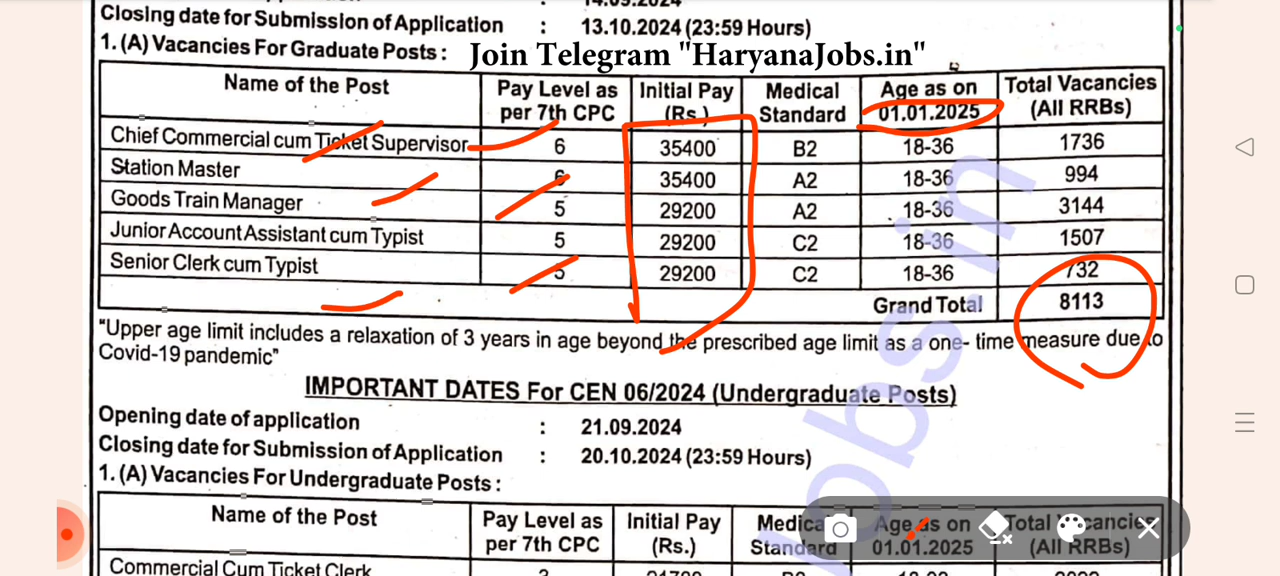 14.09.2024
Closing date for Submission of Application : 13.10.2024 (23:59 Hours)
1. (A) Vacancies For Graduate Posts :
Join Telegram "HaryanaJobs.in"
Name of the Post Pay Level as per 7th CPC Initial Pay (Rs.) Medical Standard Age as on 01.01.2025 Total Vacancies (All RRBs)
Chief Commercial cum Ticket Supervisor 6 35400 B2 18-36 1736
Station Master 6 35400 A2 18-36 994
Goods Train Manager 5 29200 A2 18-36 3144
Junior Account Assistant cum Typist 5 29200 C2 18-36 1507
Senior Clerk cum Typist 5 29200 C2 18-36 732
Grand Total 8113
"Upper age limit includes a relaxation of 3 years in age beyond the prescribed age limit as a one- time measure due to
Covid-19 pandemic"
IMPORTANT DATES For CEN 06/2024 (Undergraduate Posts)
Opening date of application : 21.09.2024
Closing date for Submission of Application : 20.10.2024 (23:59 Hours)
1. (A) Vacancies For Undergraduate Posts :
Name of the Post Pay Level as per 7th CPC Initial Pay (Rs.) Medical Standard Age as on 01.01.2025 Total Vacancies (All RRBs)
Commercial Cum Ticket Clerk
Jobs.in